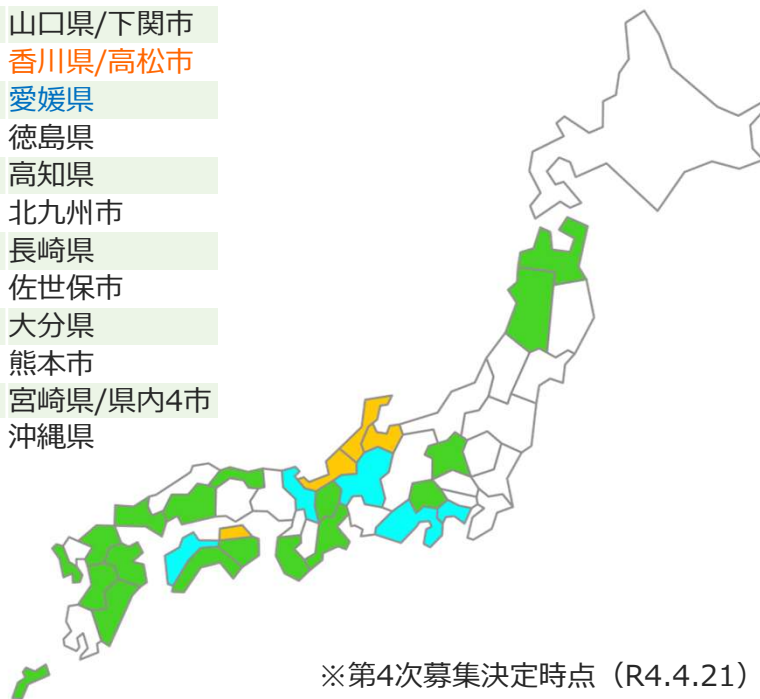 山口県/下関市
香川県/高松市
愛媛県
徳島県
高知県
北九州市
長崎県
佐世保市
大分県
熊本市
宮崎県/県内4市
沖縄県
※第4次募集決定時点（R4.4.21）